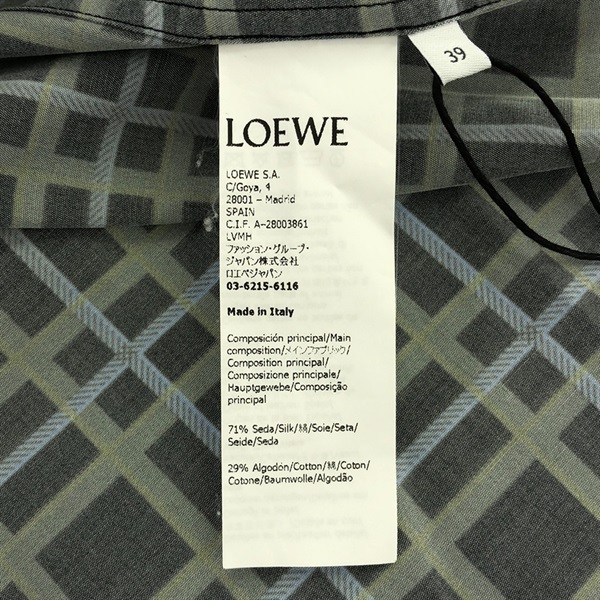 39
LOEWE
LOEWE S.A.
C/Goya, 4
28001 – Madrid
SPAIN
C.I.F. A-28003861
LVMH
ファッション・グループ・
ジャパン株式会社
ロエベジャパン
03-6215-6116
Made in Italy
Composición principal/Main
composition/メインファブリック/
Composition principal/
Composizione principale/
Hauptgewebe/Composição
principal
71% Seda/Silk/絹/Soie/Seta/
Seide/Seda
29% Algodón/Cotton/綿/Coton/
Cotone/Baumwolle/Algodão